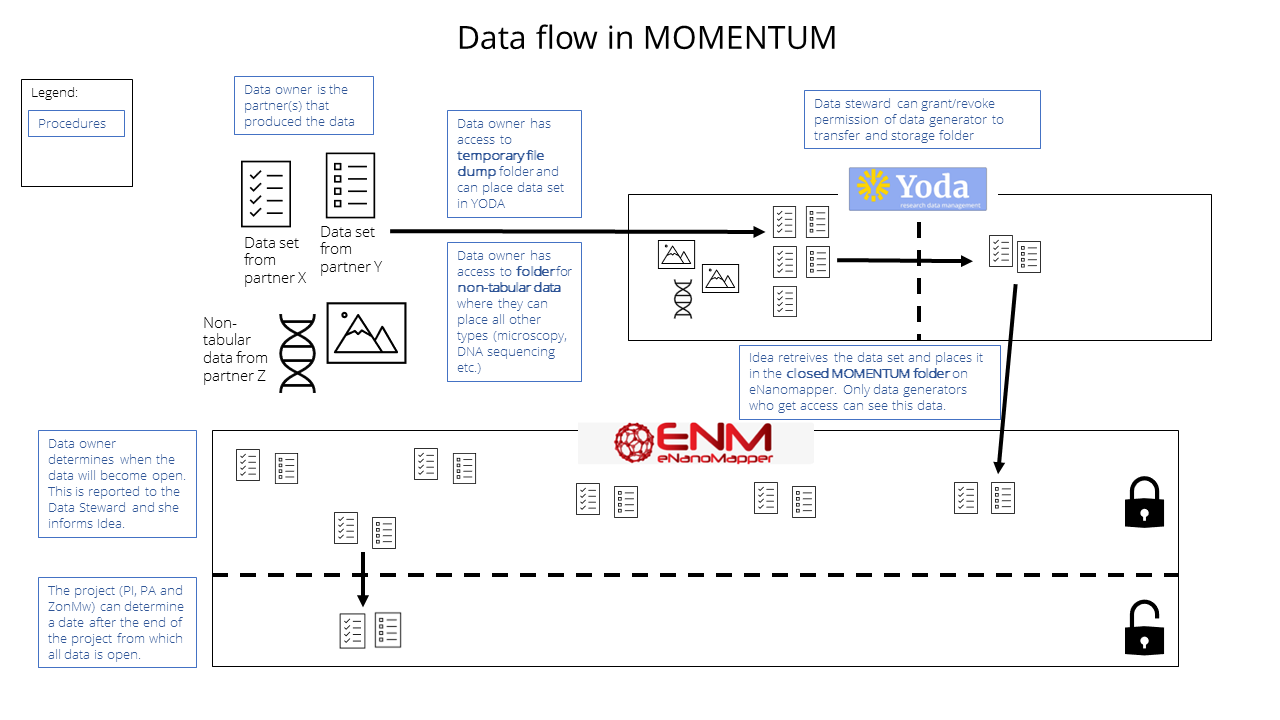 Data flow in MOMENTUM
Legend:
Procedures
Data owner is the
partner(s) that
produced the data
Data owner has
access to
temporary file
dump folder and
can place data set
in YODA
Data steward can grant/revoke
permission of data generator to
transfer and storage folder
Yoda
research data management
Data set
from
partner X
Data set
from
partner Y
Data owner has
access to folder for
non-tabular data
where they can
place all other
types (microscopy,
DNA sequencing
etc.)
Non-
tabular
data from
partner Z
Idea retreives the data set and places it
in the closed MOMENTUM folder on
eNanomapper. Only data generators
who get access can see this data.
ENM
eNanoMapper
Data owner
determines when the
data will become open.
This is reported to the
Data Steward and she
informs Idea.
The project (PI, PA and
ZonMw) can determine
a date after the end of
the project from which
all data is open.